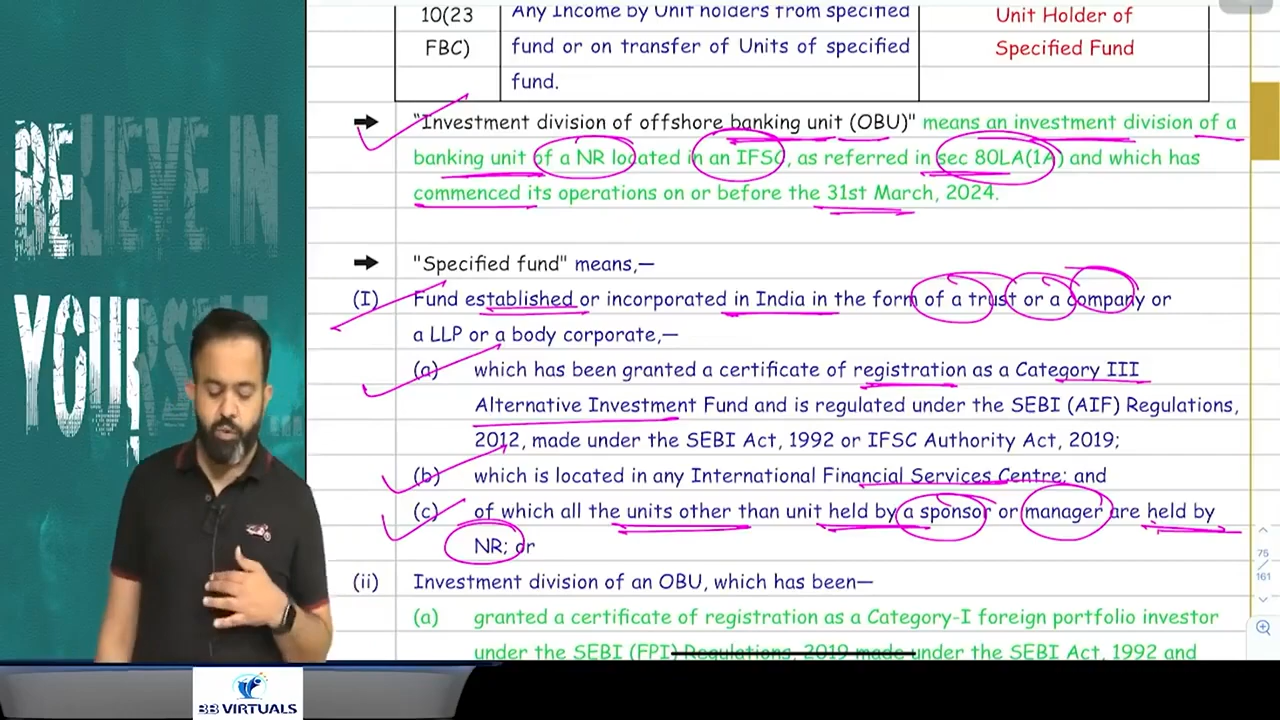 BELIEVE IN
YOURSELF...
10(23
FBC)
Any Income by Unit holders from specified
fund or on transfer of Units of specified
fund.
Unit Holder of
Specified Fund
"Investment division of offshore banking unit (OBU)" means an investment division of a
banking unit of a NR located in an IFSC, as referred in sec 80LA(1A) and which has
commenced its operations on or before the 31st March, 2024.
"Specified fund" means,—
(I) Fund established or incorporated in India in the form of a trust or a company or
a LLP or a body corporate,—
(a) which has been granted a certificate of registration as a Category III
Alternative Investment Fund and is regulated under the SEBI (AIF) Regulations,
2012, made under the SEBI Act, 1992 or IFSC Authority Act, 2019;
(b) which is located in any International Financial Services Centre; and
(c) of which all the units other than unit held by a sponsor or manager are held by
NR; or
(ii) Investment division of an OBU, which has been—
(a) granted a certificate of registration as a Category-I foreign portfolio investor
under the SEBI (FPI) Regulations, 2019 made under the SEBI Act, 1992 and
75
161
BB VIRTUALS